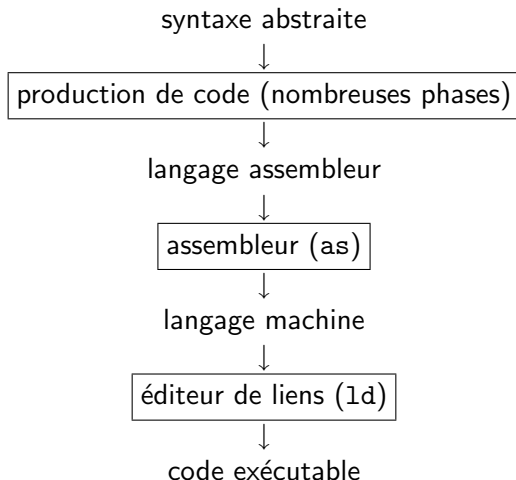 syntaxe abstraite
production de code (nombreuses phases)
langage assembleur
assembleur (as)
langage machine
éditeur de liens (ld)
code exécutable